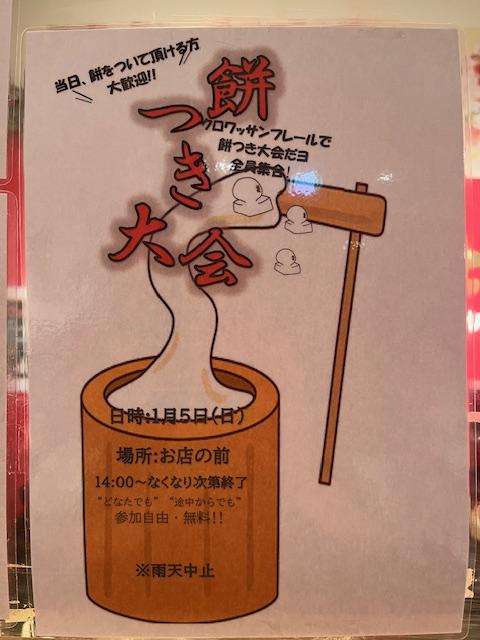 当日、餅をついて頂ける方
大歓迎!!
餅
つき
大会
クロワッサンフレールで
餅つき大会だヨ
全員集合!
日時:1月5日(日)
場所:お店の前
14:00〜なくなり次第終了
"どなたでも" "途中からでも"
参加自由・無料!!
※雨天中止